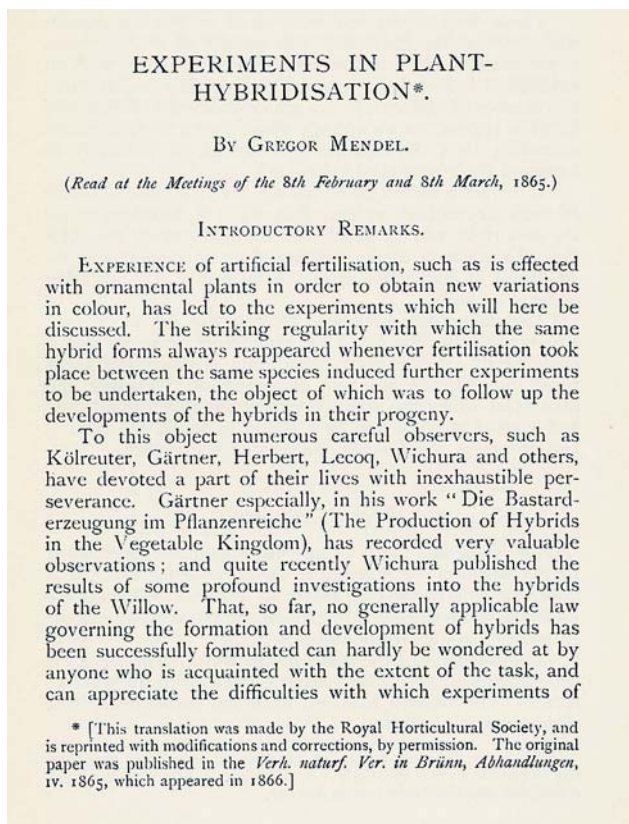 EXPERIMENTS IN PLANT-
HYBRIDISATION*.
By Gregor Mendel.
(Read at the Meetings of the 8th February and 8th March, 1865.)
Introductory Remarks.
Experience of artificial fertilisation, such as is effected
with ornamental plants in order to obtain new variations
in colour, has led to the experiments which will here be
discussed. The striking regularity with which the same
hybrid forms always reappeared whenever fertilisation took
place between the same species induced further experiments
to be undertaken, the object of which was to follow up the
developments of the hybrids in their progeny.
To this object numerous careful observers, such as
Kölreuter, Gärtner, Herbert, Lecoq, Wichura and others,
have devoted a part of their lives with inexhaustible per-
severance. Gärtner especially, in his work “Die Bastard-
erzeugung im Pflanzenreiche” (The Production of Hybrids
in the Vegetable Kingdom), has recorded very valuable
observations; and quite recently Wichura published the
results of some profound investigations into the hybrids
of the Willow. That, so far, no generally applicable law
governing the formation and development of hybrids has
been successfully formulated can hardly be wondered at by
anyone who is acquainted with the extent of the task, and
can appreciate the difficulties with which experiments of
* [This translation was made by the Royal Horticultural Society, and
is reprinted with modifications and corrections, by permission. The original
paper was published in the Verh. naturf. Ver. in Brünn, Abhandlungen,
iv. 1865, which appeared in 1866.]